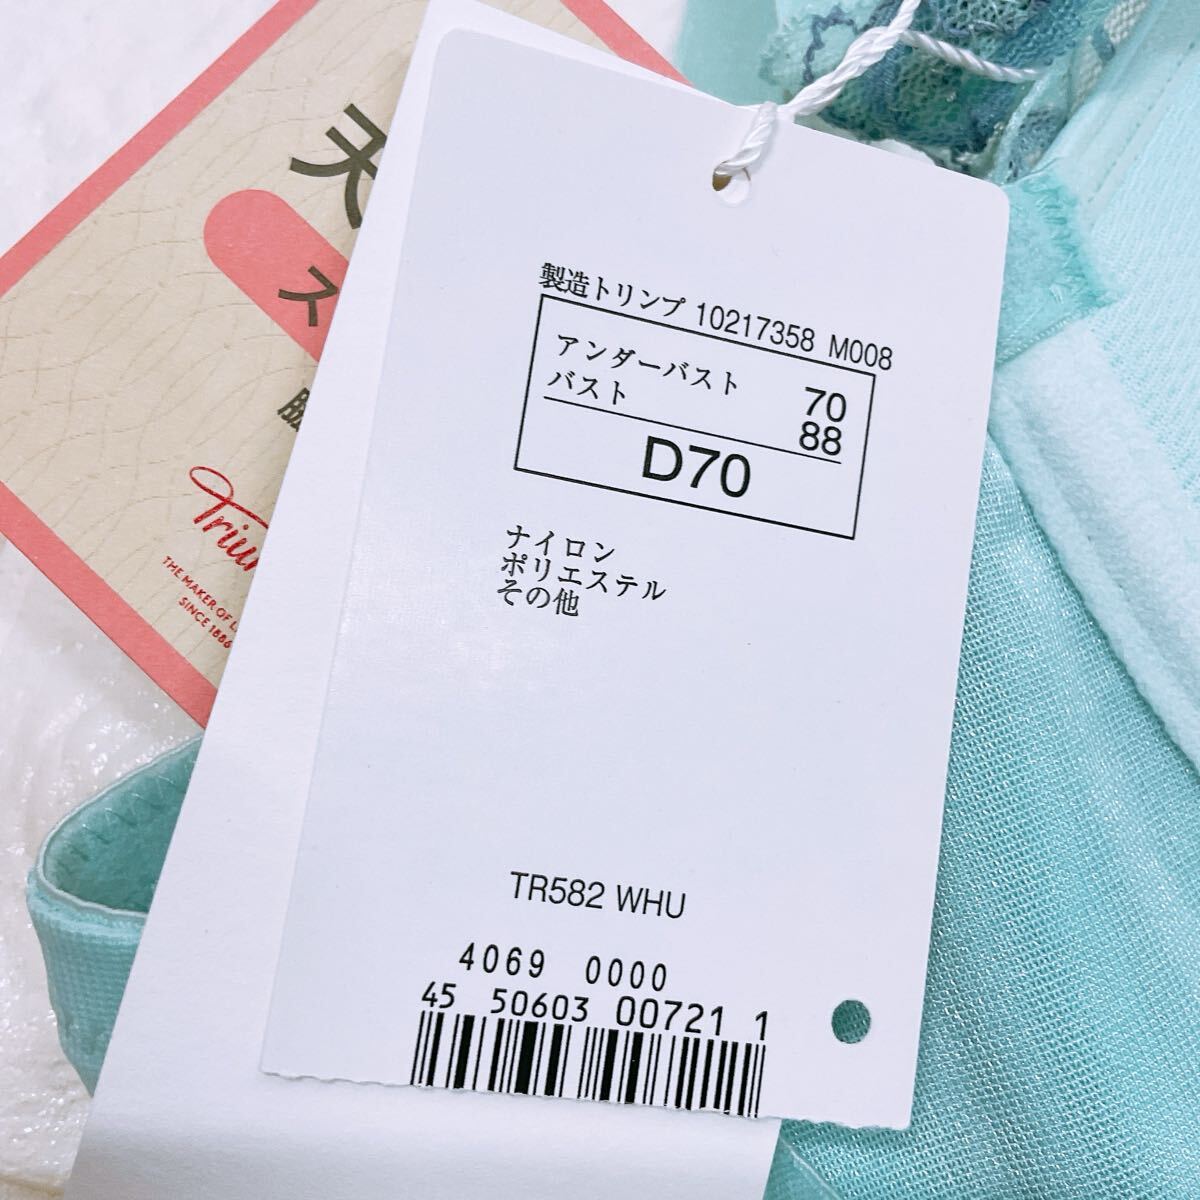 天
ス
Trium
THE MAKER OF
SINCE 1886
製造トリンプ 10217358 M008
アンダーバスト 70
バスト 88
D70
ナイロン
ポリエステル
その他
TR582 WHU
4069 0000
45 50603 00721 1